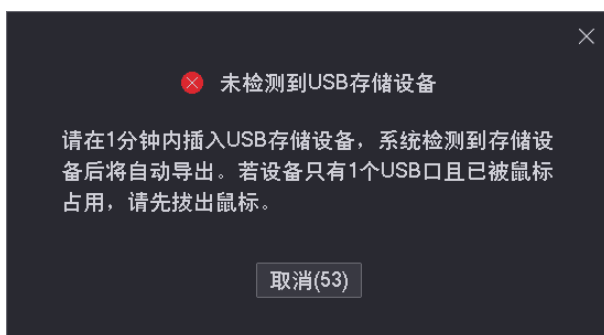 未检测到USB存储设备
请在1分钟内插入USB存储设备，系统检测到存储设
备后将自动导出。若设备只有1个USB口且已被鼠标
占用，请先拔出鼠标。
取消(53)